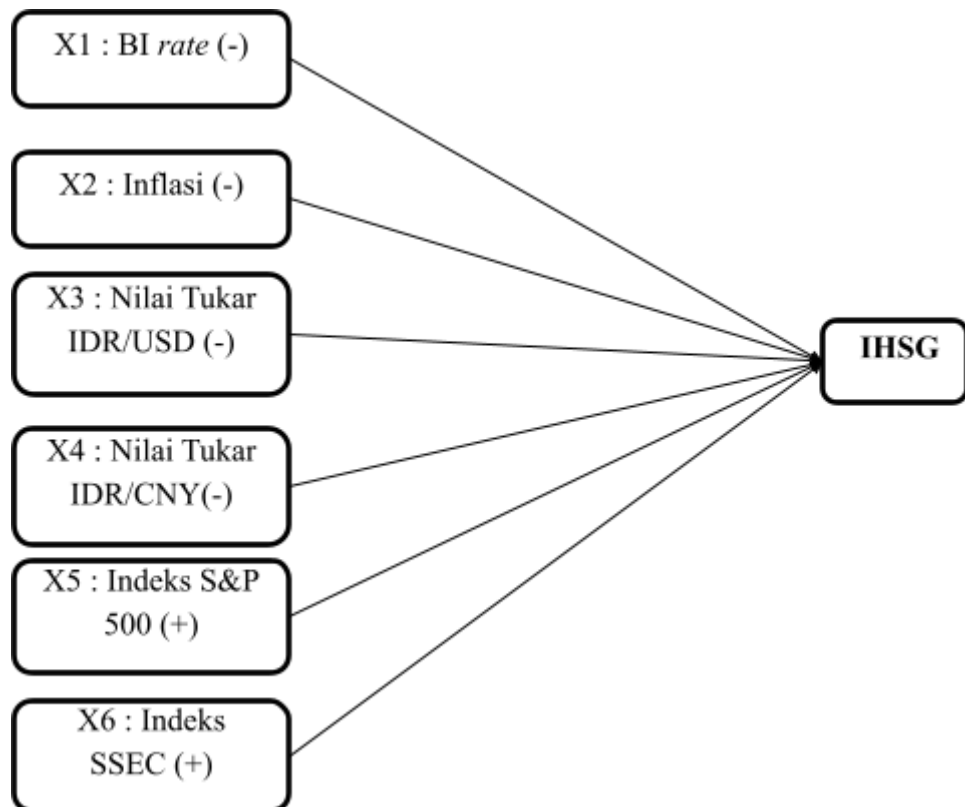 X1 : BI rate (-)
X2 : Inflasi (-)
X3 : Nilai Tukar
IDR/USD (-)
X4 : Nilai Tukar
IDR/CNY(-)
X5 : Indeks S&P
500 (+)
X6 : Indeks
SSEC (+)
IHSG